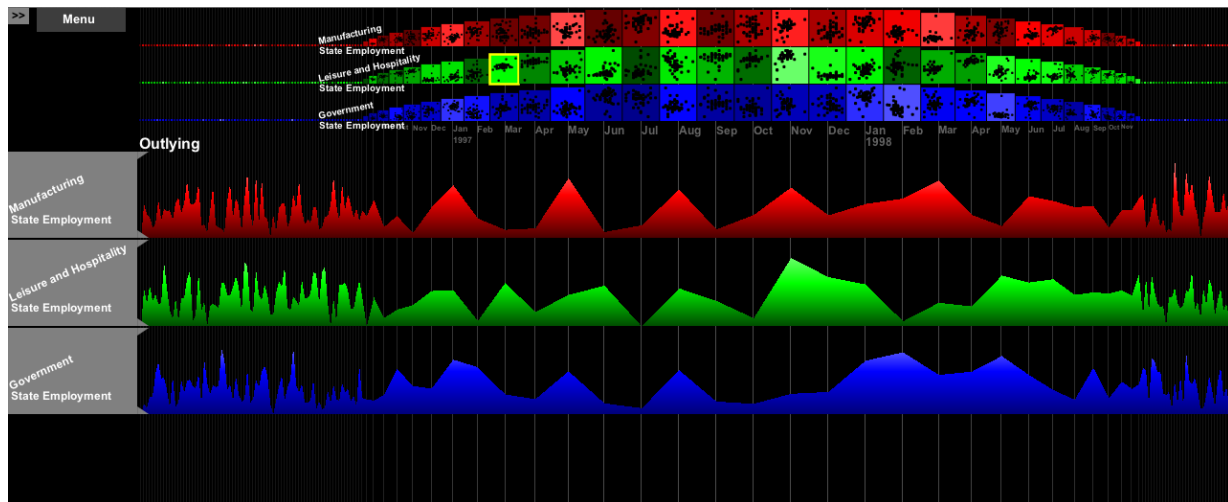 >> Menu
Manufacturing
State Employment
Leisure and Hospitality
State Employment
Government
State Employment
Nov Dec Jan Feb Mar Apr May Jun Jul Aug Sep Oct Nov Dec Jan Feb Mar Apr May Jun Jul Aug Sep Oct Nov
1997 1998
Outlying
Manufacturing
State Employment
Leisure and Hospitality
State Employment
Government
State Employment